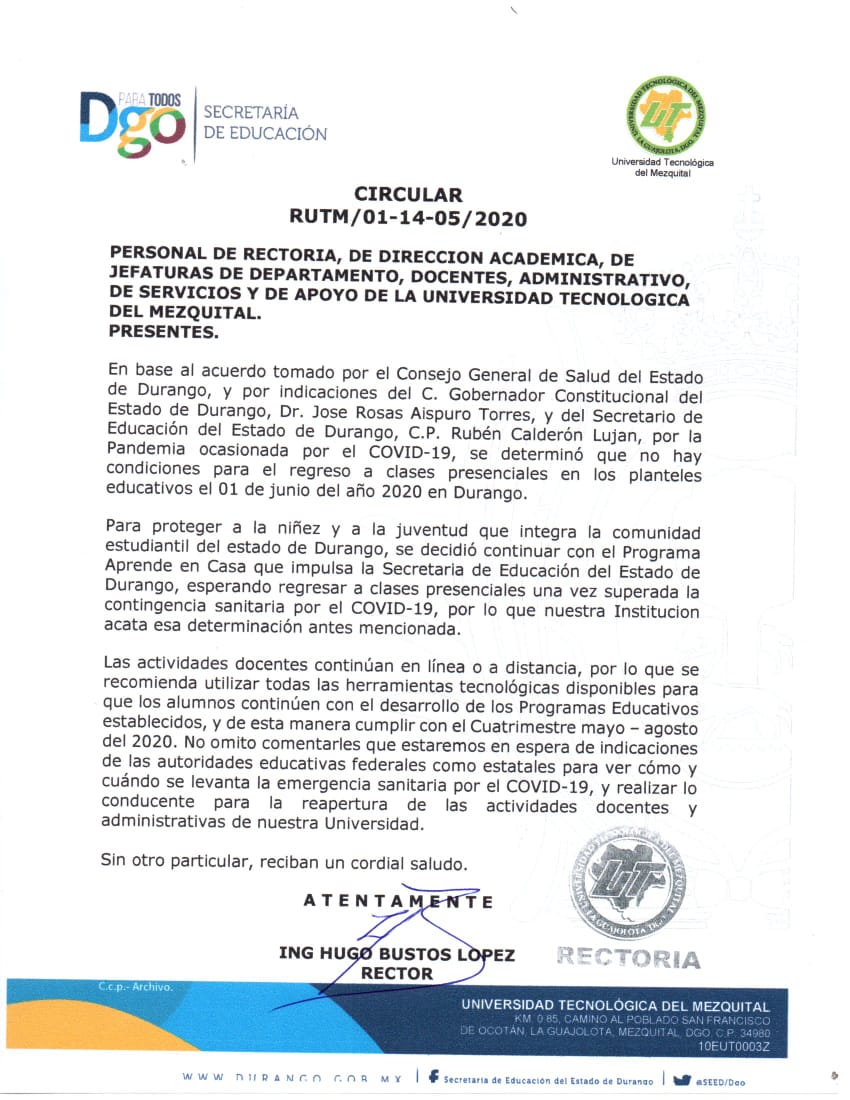 PARA TODOS
Dgo
SECRETARÍA
DE EDUCACIÓN
UNIVERSIDAD TECNOLÓGICA DEL MEZQUITAL
UT
LA GUAJOLOTA, DGO.
Universidad Tecnológica
del Mezquital
CIRCULAR
RUTM/01-14-05/2020
PERSONAL DE RECTORIA, DE DIRECCION ACADEMICA, DE
JEFATURAS DE DEPARTAMENTO, DOCENTES, ADMINISTRATIVO,
DE SERVICIOS Y DE APOYO DE LA UNIVERSIDAD TECNOLOGICA
DEL MEZQUITAL.
PRESENTES.
En base al acuerdo tomado por el Consejo General de Salud del Estado
de Durango, y por indicaciones del C. Gobernador Constitucional del
Estado de Durango, Dr. Jose Rosas Aispuro Torres, y del Secretario de
Educación del Estado de Durango, C.P. Rubén Calderón Lujan, por la
Pandemia ocasionada por el COVID-19, se determinó que no hay
condiciones para el regreso a clases presenciales en los planteles
educativos el 01 de junio del año 2020 en Durango.
Para proteger a la niñez y a la juventud que integra la comunidad
estudiantil del estado de Durango, se decidió continuar con el Programa
Aprende en Casa que impulsa la Secretaria de Educación del Estado de
Durango, esperando regresar a clases presenciales una vez superada la
contingencia sanitaria por el COVID-19, por lo que nuestra Institucion
acata esa determinación antes mencionada.
Las actividades docentes continúan en línea o a distancia, por lo que se
recomienda utilizar todas las herramientas tecnológicas disponibles para
que los alumnos continúen con el desarrollo de los Programas Educativos
establecidos, y de esta manera cumplir con el Cuatrimestre mayo – agosto
del 2020. No omito comentarles que estaremos en espera de indicaciones
de las autoridades educativas federales como estatales para ver cómo y
cuándo se levanta la emergencia sanitaria por el COVID-19, y realizar lo
conducente para la reapertura de las actividades docentes y
administrativas de nuestra Universidad.
Sin otro particular, reciban un cordial saludo.
A T E N T A M E N T E
ING HUGO BUSTOS LOPEZ
RECTOR
UNIVERSIDAD TECNOLÓGICA DEL MEZQUITAL
UT
LA GUAJOLOTA, DGO.
RECTORIA
C.c.p.- Archivo.
UNIVERSIDAD TECNOLÓGICA DEL MEZQUITAL
KM. 0.85, CAMINO AL POBLADO SAN FRANCISCO
DE OCOTÁN, LA GUAJOLOTA, MEZQUITAL, DGO. C.P. 34980
10EUT0003Z
WWW.DURANGO.GOB.MX | Secretaría de Educación del Estado de Durango | @SEED/Dgo